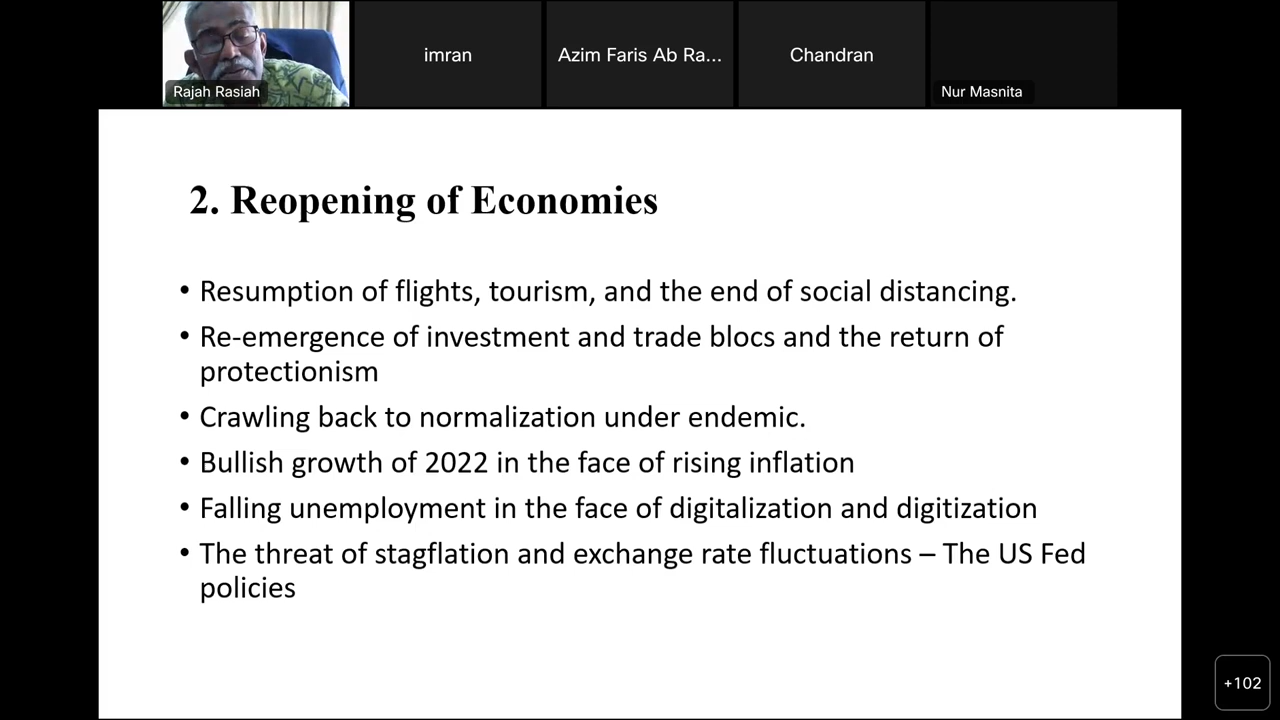 Rajah Rasiah
imran
Azim Faris Ab Ra...
Chandran
Nur Masnita
2. Reopening of Economies
• Resumption of flights, tourism, and the end of social distancing.
• Re-emergence of investment and trade blocs and the return of
protectionism
• Crawling back to normalization under endemic.
• Bullish growth of 2022 in the face of rising inflation
• Falling unemployment in the face of digitalization and digitization
• The threat of stagflation and exchange rate fluctuations – The US Fed
policies
+102